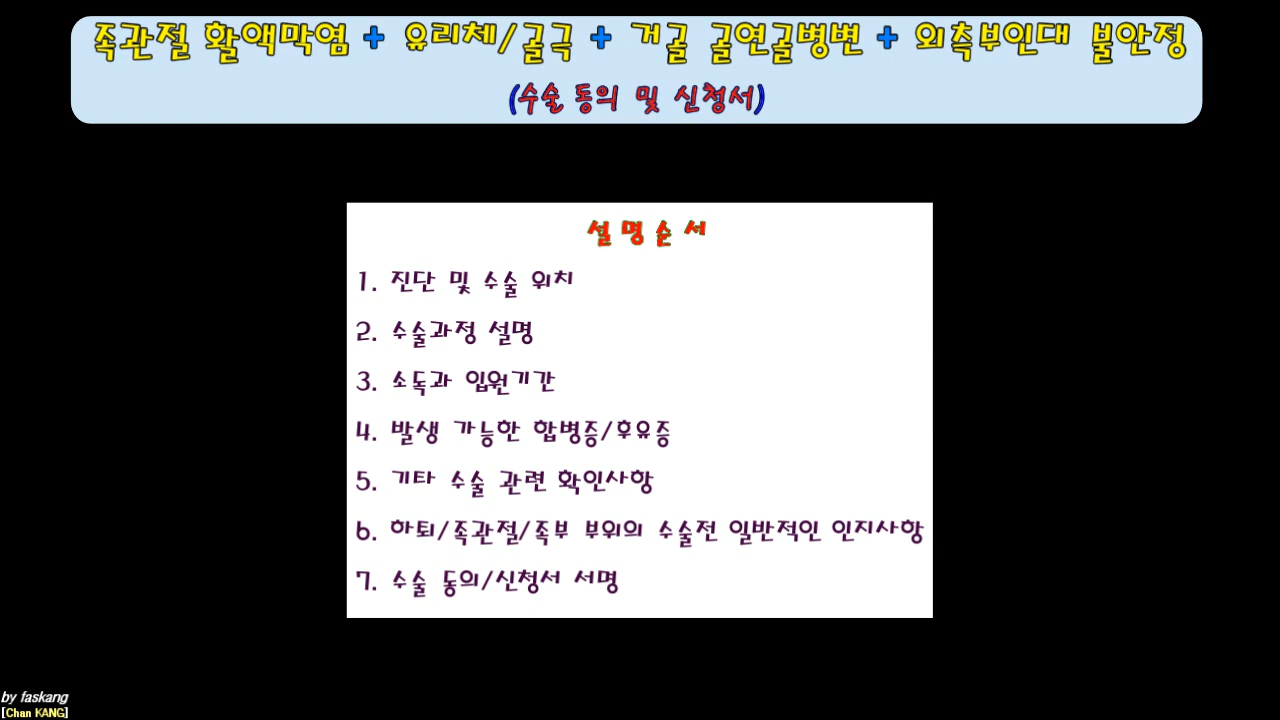 족관절 활액막염 + 유리체/골극 + 거골 골연골병변 + 외측부인대 불안정
(수술 동의 및 신청서)
설명순서
1. 진단 및 수술 위치
2. 수술과정 설명
3. 소독과 입원기간
4. 발생 가능한 합병증/후유증
5. 기타 수술 관련 확인사항
6. 하퇴/족관절/족부 부위의 수술전 일반적인 인지사항
7. 수술 동의/신청서 서명
by faskang
[Chan KANG]